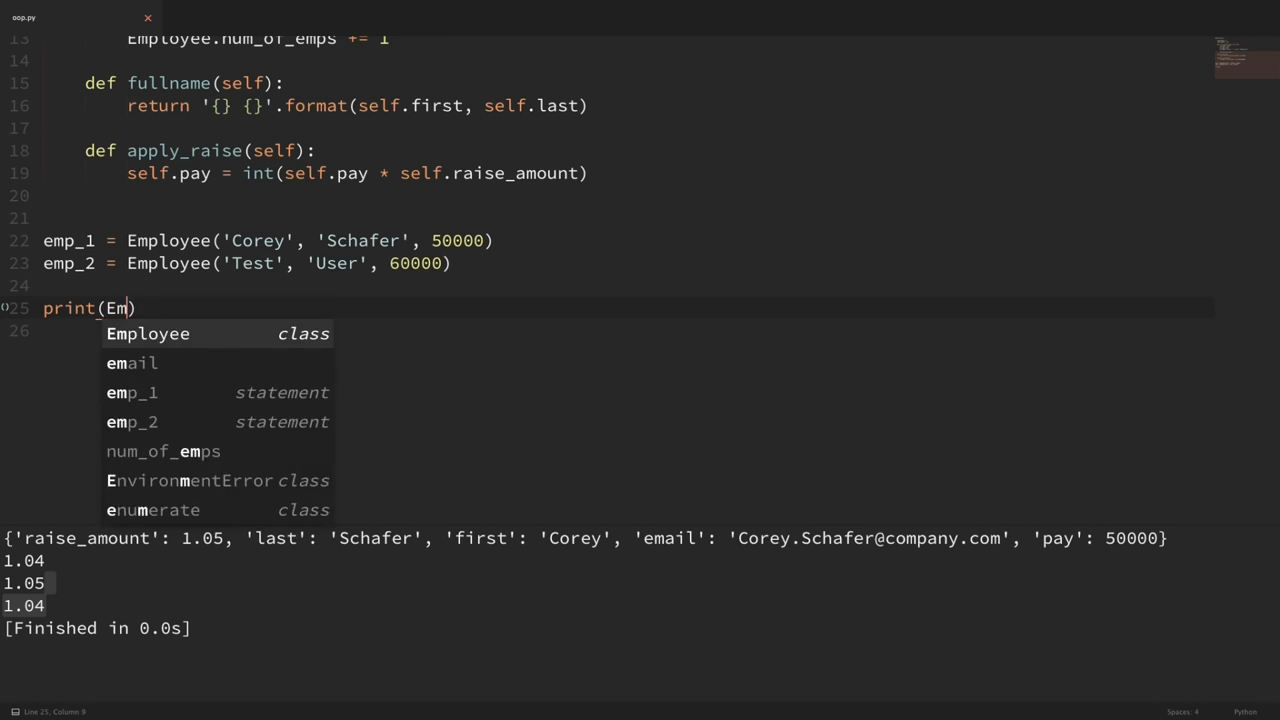 oop.py ×
13         Employee.num_of_emps += 1
14
15     def fullname(self):
16         return '{} {}'.format(self.first, self.last)
17
18     def apply_raise(self):
19         self.pay = int(self.pay * self.raise_amount)
20
21
22 emp_1 = Employee('Corey', 'Schafer', 50000)
23 emp_2 = Employee('Test', 'User', 60000)
24
25 print(Em)
26
Employee class
email
emp_1 statement
emp_2 statement
num_of_emps
EnvironmentError class
enumerate class
{'raise_amount': 1.05, 'last': 'Schafer', 'first': 'Corey', 'email': 'Corey.Schafer@company.com', 'pay': 50000}
1.04
1.05
1.04
[Finished in 0.0s]
Line 25, Column 9 Spaces: 4 Python